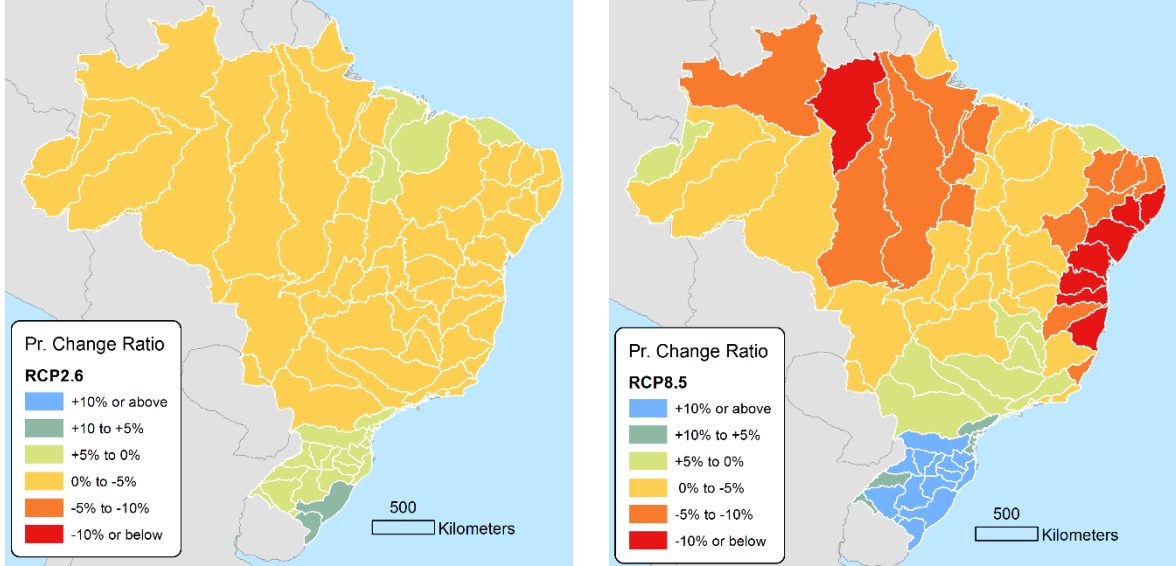 Pr. Change Ratio
RCP2.6
+10% or above
+10 to +5%
+5% to 0%
0% to -5%
-5% to -10%
-10% or below
500
Kilometers
Pr. Change Ratio
RCP8.5
+10% or above
+10% to +5%
+5% to 0%
0% to -5%
-5% to -10%
-10% or below
500
Kilometers